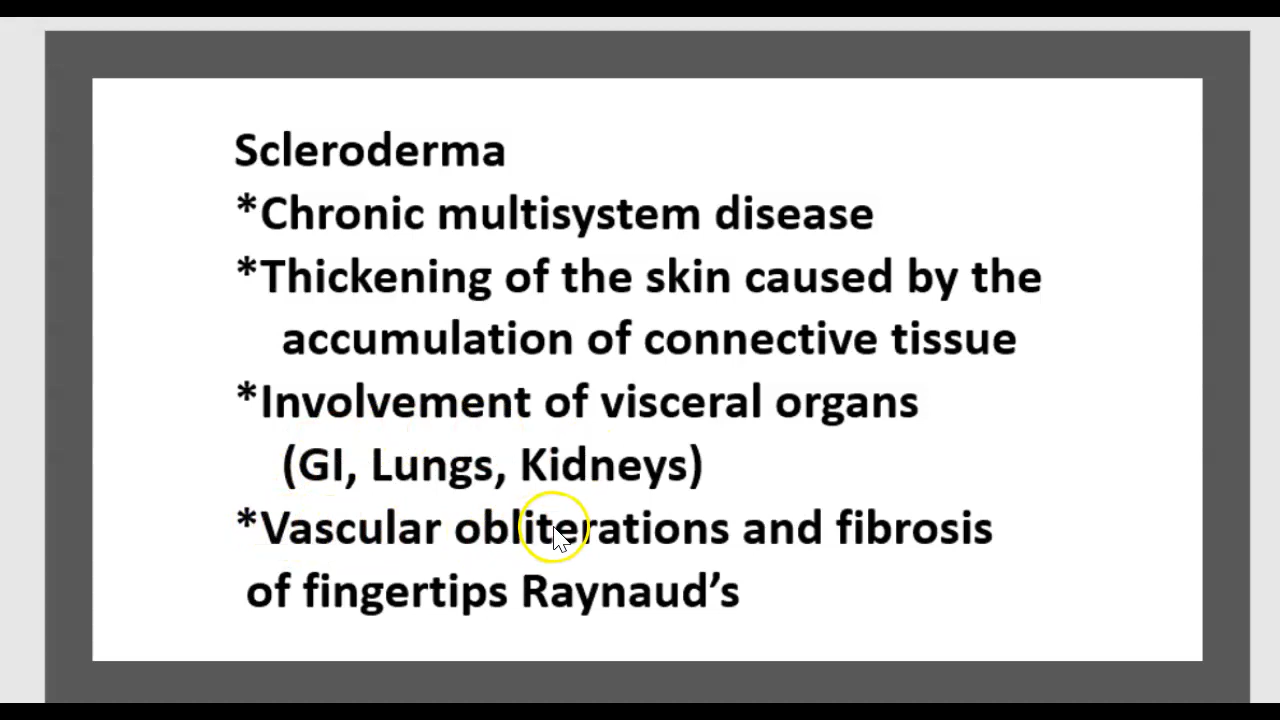 Scleroderma
*Chronic multisystem disease
*Thickening of the skin caused by the
accumulation of connective tissue
*Involvement of visceral organs
(GI, Lungs, Kidneys)
*Vascular obliterations and fibrosis
of fingertips Raynaud’s